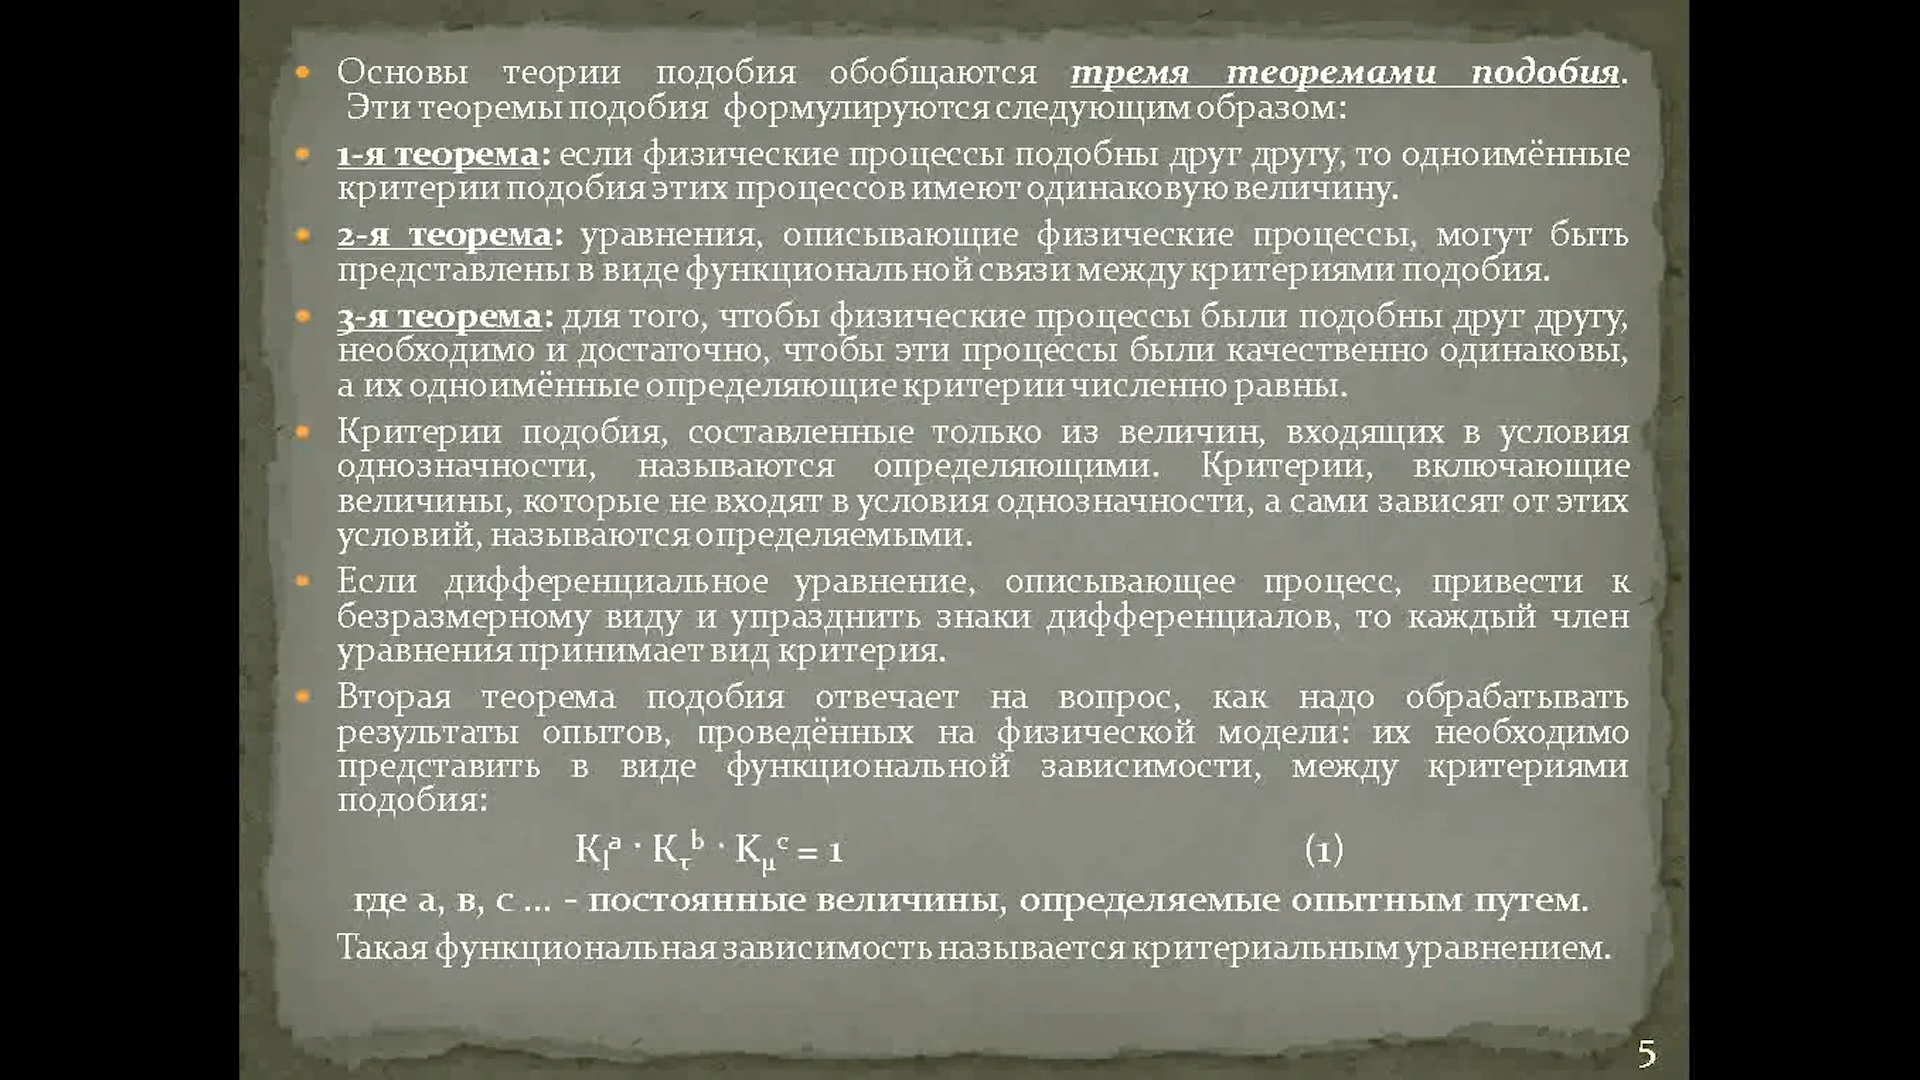 • Основы теории подобия обобщаются тремя теоремами подобия.
Эти теоремы подобия формулируются следующим образом:
• 1-я теорема: если физические процессы подобны друг другу, то одноимённые
критерии подобия этих процессов имеют одинаковую величину.
• 2-я теорема: уравнения, описывающие физические процессы, могут быть
представлены в виде функциональной связи между критериями подобия.
• 3-я теорема: для того, чтобы физические процессы были подобны друг другу,
необходимо и достаточно, чтобы эти процессы были качественно одинаковы,
а их одноимённые определяющие критерии численно равны.
• Критерии подобия, составленные только из величин, входящих в условия
однозначности, называются определяющими. Критерии, включающие
величины, которые не входят в условия однозначности, а сами зависят от этих
условий, называются определяемыми.
• Если дифференциальное уравнение, описывающее процесс, привести к
безразмерному виду и упразднить знаки дифференциалов, то каждый член
уравнения принимает вид критерия.
• Вторая теорема подобия отвечает на вопрос, как надо обрабатывать
результаты опытов, проведённых на физической модели: их необходимо
представить в виде функциональной зависимости, между критериями
подобия:
Kₗᵃ · K_τᵇ · K_μᶜ = 1 (1)
где а, в, с ... - постоянные величины, определяемые опытным путем.
Такая функциональная зависимость называется критериальным уравнением.
5